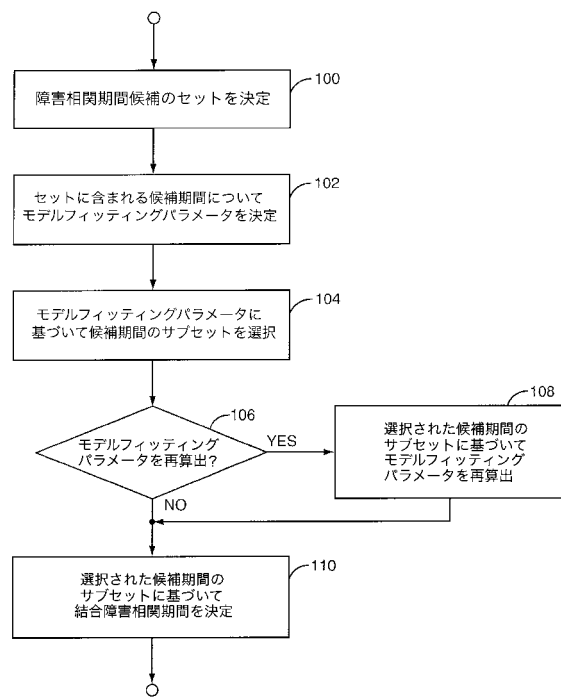 100
障害相関期間候補のセットを決定
102
セットに含まれる候補期間について
モデルフィッティングパラメータを決定
104
モデルフィッティングパラメータに
基づいて候補期間のサブセットを選択
106
モデルフィッティング
パラメータを再算出?
YES
NO
108
選択された候補期間の
サブセットに基づいて
モデルフィッティング
パラメータを再算出
110
選択された候補期間の
サブセットに基づいて
結合障害相関期間を決定